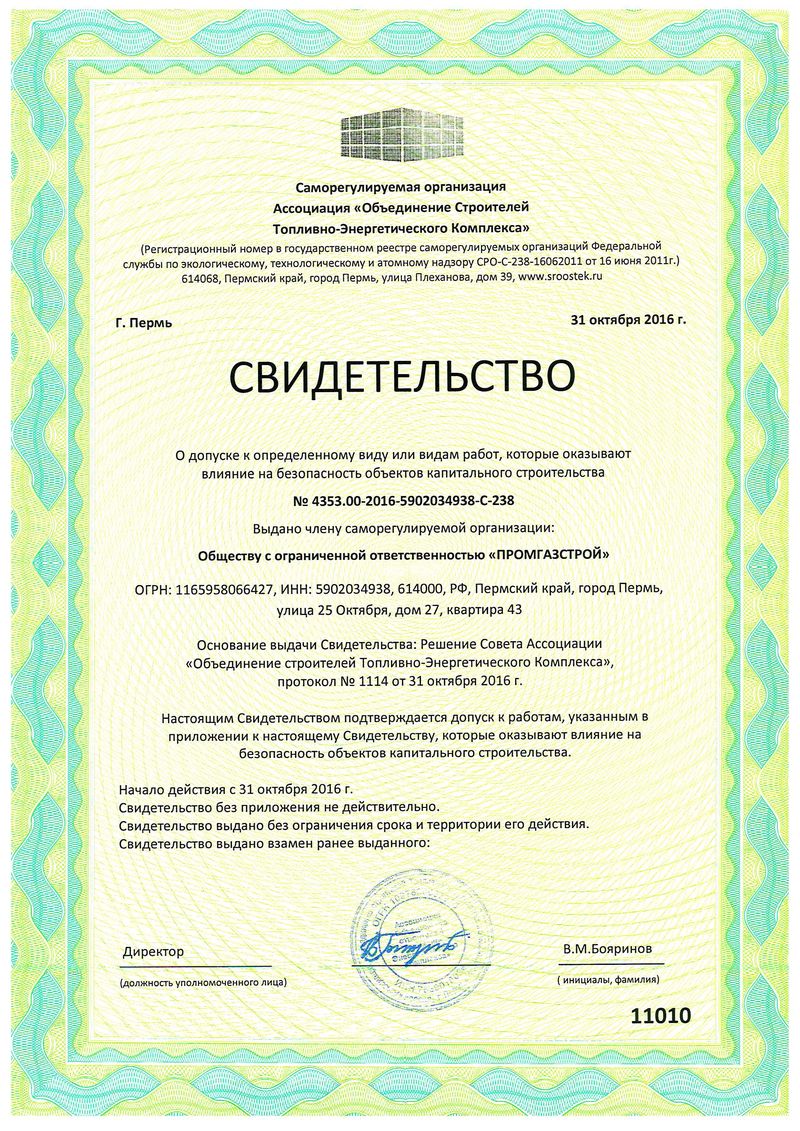 Саморегулируемая организация
Ассоциация «Объединение Строителей
Топливно-Энергетического Комплекса»
(Регистрационный номер в государственном реестре саморегулируемых организаций Федеральной
службы по экологическому, технологическому и атомному надзору СРО-С-238-16062011 от 16 июня 2011г.)
614068, Пермский край, город Пермь, улица Плеханова, дом 39, www.sroostek.ru
Г. Пермь
31 октября 2016 г.
СВИДЕТЕЛЬСТВО
О допуске к определенному виду или видам работ, которые оказывают
влияние на безопасность объектов капитального строительства
№ 4353.00-2016-5902034938-С-238
Выдано члену саморегулируемой организации:
Обществу с ограниченной ответственностью «ПРОМГАЗСТРОЙ»
ОГРН: 1165958066427, ИНН: 5902034938, 614000, РФ, Пермский край, город Пермь,
улица 25 Октября, дом 27, квартира 43
Основание выдачи Свидетельства: Решение Совета Ассоциации
«Объединение строителей Топливно-Энергетического Комплекса»,
протокол № 1114 от 31 октября 2016 г.
Настоящим Свидетельством подтверждается допуск к работам, указанным в
приложении к настоящему Свидетельству, которые оказывают влияние на
безопасность объектов капитального строительства.
Начало действия с 31 октября 2016 г.
Свидетельство без приложения не действительно.
Свидетельство выдано без ограничения срока и территории его действия.
Свидетельство выдано взамен ранее выданного:
Директор
В.М.Бояринов
(должность уполномоченного лица)
( инициалы, фамилия)
11010